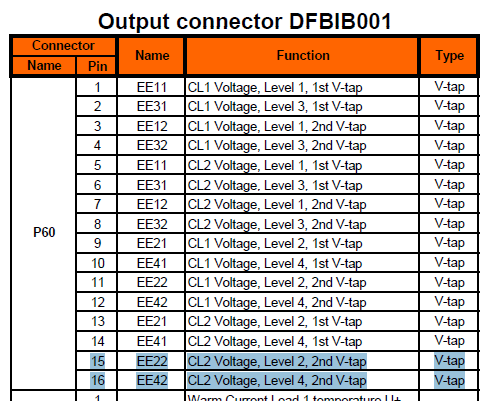 Output connector DFBIB001
Connector Name Function Type
Name Pin
1 EE11 CL1 Voltage, Level 1, 1st V-tap V-tap
2 EE31 CL1 Voltage, Level 3, 1st V-tap V-tap
3 EE12 CL1 Voltage, Level 1, 2nd V-tap V-tap
4 EE32 CL1 Voltage, Level 3, 2nd V-tap V-tap
5 EE11 CL2 Voltage, Level 1, 1st V-tap V-tap
6 EE31 CL2 Voltage, Level 3, 1st V-tap V-tap
7 EE12 CL2 Voltage, Level 1, 2nd V-tap V-tap
8 EE32 CL2 Voltage, Level 3, 2nd V-tap V-tap
P60
9 EE21 CL1 Voltage, Level 2, 1st V-tap V-tap
10 EE41 CL1 Voltage, Level 4, 1st V-tap V-tap
11 EE22 CL1 Voltage, Level 2, 2nd V-tap V-tap
12 EE42 CL1 Voltage, Level 4, 2nd V-tap V-tap
13 EE21 CL2 Voltage, Level 2, 1st V-tap V-tap
14 EE41 CL2 Voltage, Level 4, 1st V-tap V-tap
15 EE22 CL2 Voltage, Level 2, 2nd V-tap V-tap
16 EE42 CL2 Voltage, Level 4, 2nd V-tap V-tap
1 Warm Current Lead 1 temperature U+